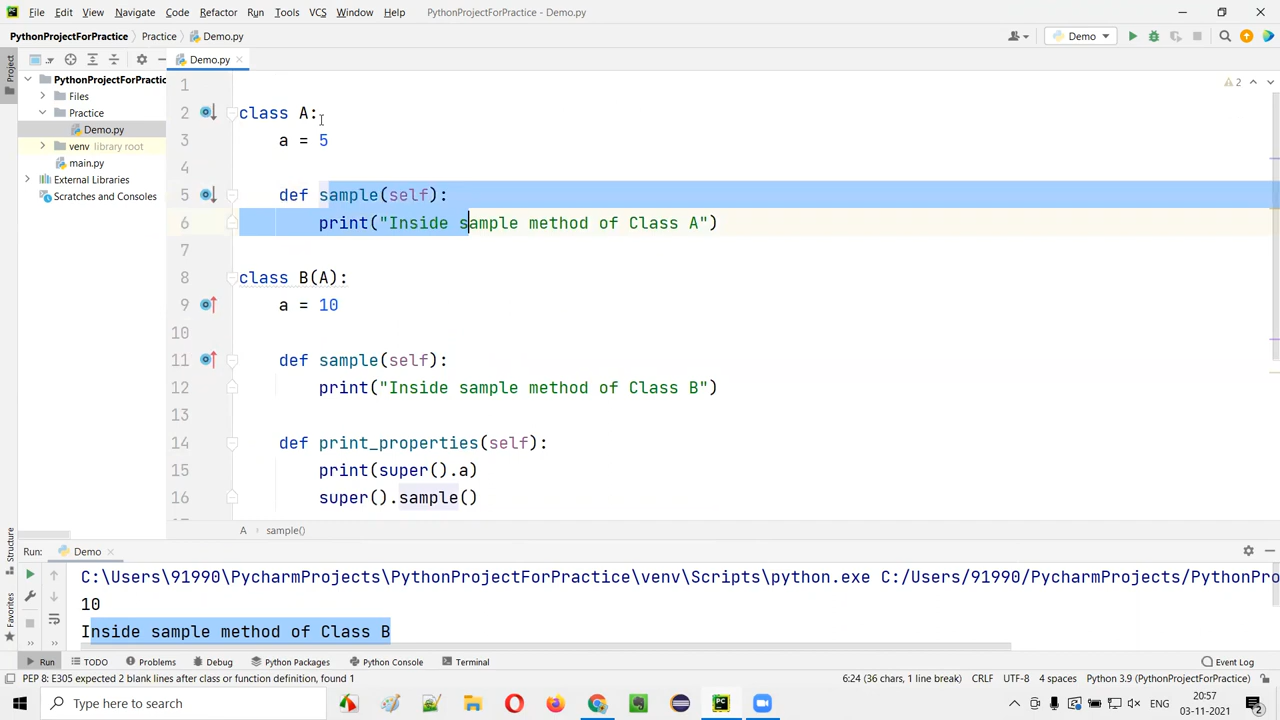 File Edit View Navigate Code Refactor Run Tools VCS Window Help PythonProjectForPractice - Demo.py
PythonProjectForPractice Practice Demo.py Demo
Project
Demo.py
PythonProjectForPractic
Files
Practice
Demo.py
venv library root
main.py
External Libraries
Scratches and Consoles
2
1
2 class A:
3 a = 5
4
5 def sample(self):
6 print("Inside sample method of Class A")
7
8 class B(A):
9 a = 10
10
11 def sample(self):
12 print("Inside sample method of Class B")
13
14 def print_properties(self):
15 print(super().a)
16 super().sample()
A sample()
Structure
Favorites
Run: Demo
C:\Users\91990\PycharmProjects\PythonProjectForPractice\venv\Scripts\python.exe C:/Users/91990/PycharmProjects/PythonPro
10
Inside sample method of Class B
Run TODO Problems Debug Python Packages Python Console Terminal Event Log
PEP 8: E305 expected 2 blank lines after class or function definition, found 1 6:24 (36 chars, 1 line break) CRLF UTF-8 4 spaces Python 3.9 (PythonProjectForPractice)
Type here to search
PC
ENG
20:57
03-11-2021
2